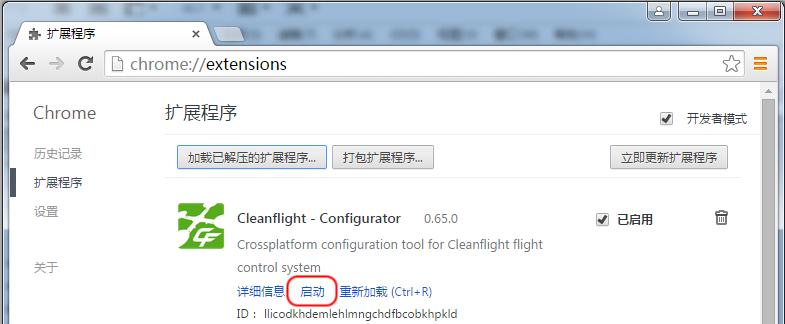 扩展程序
chrome://extensions
Chrome
扩展程序
开发者模式
历史记录
加载已解压的扩展程序... 打包扩展程序... 立即更新扩展程序
扩展程序
设置
Cleanflight - Configurator 0.65.0 已启用
Crossplatform configuration tool for Cleanflight flight
control system
关于
详细信息 启动 重新加载 (Ctrl+R)
ID： llicodkhdemlehlmngchdfbcobkhpkld